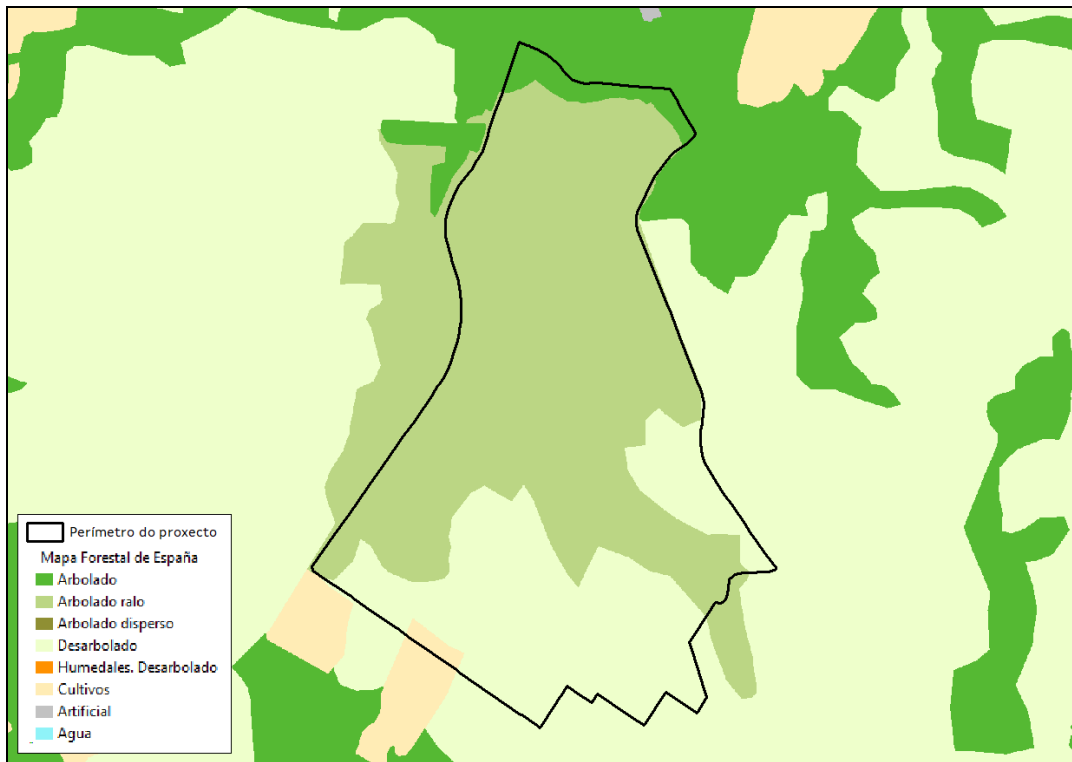 Perímetro do proxecto
Mapa Forestal de España
Arbolado
Arbolado ralo
Arbolado disperso
Desarbolado
Humedales. Desarbolado
Cultivos
Artificial
Agua